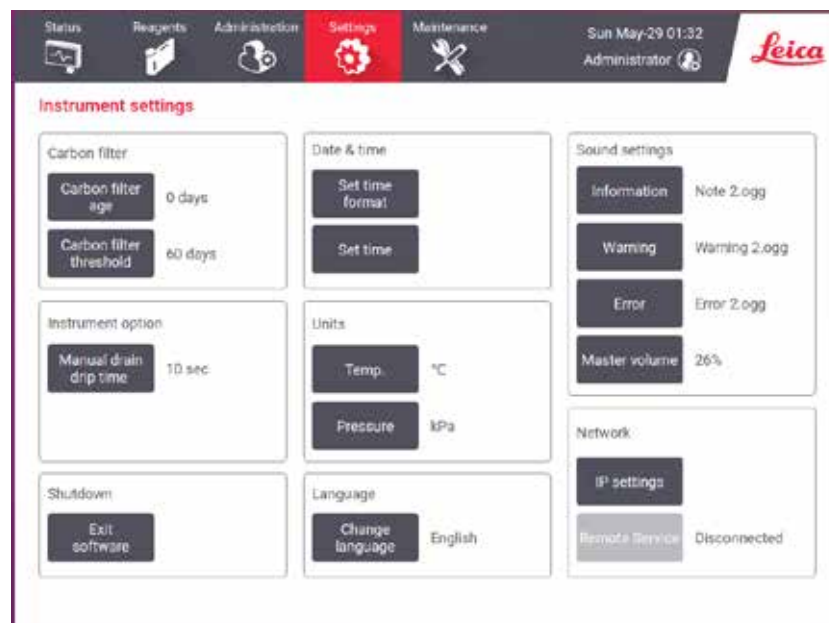 Status
Reagents
Administration
Settings
Maintenance
Sun May-29 01:32
Administrator
Leica
Instrument settings
Carbon filter
Carbon filter
age
0 days
Carbon filter
threshold
60 days
Date & time
Set time
format
Set time
Sound settings
Information
Note 2.ogg
Warning
Warning 2.ogg
Error
Error 2.ogg
Master volume
26%
Instrument option
Manual drain
drip time
10 sec
Units
Temp.
°C
Pressure
kPa
Network
IP settings
Remote Service
Disconnected
Shutdown
Exit
software
Language
Change
language
English